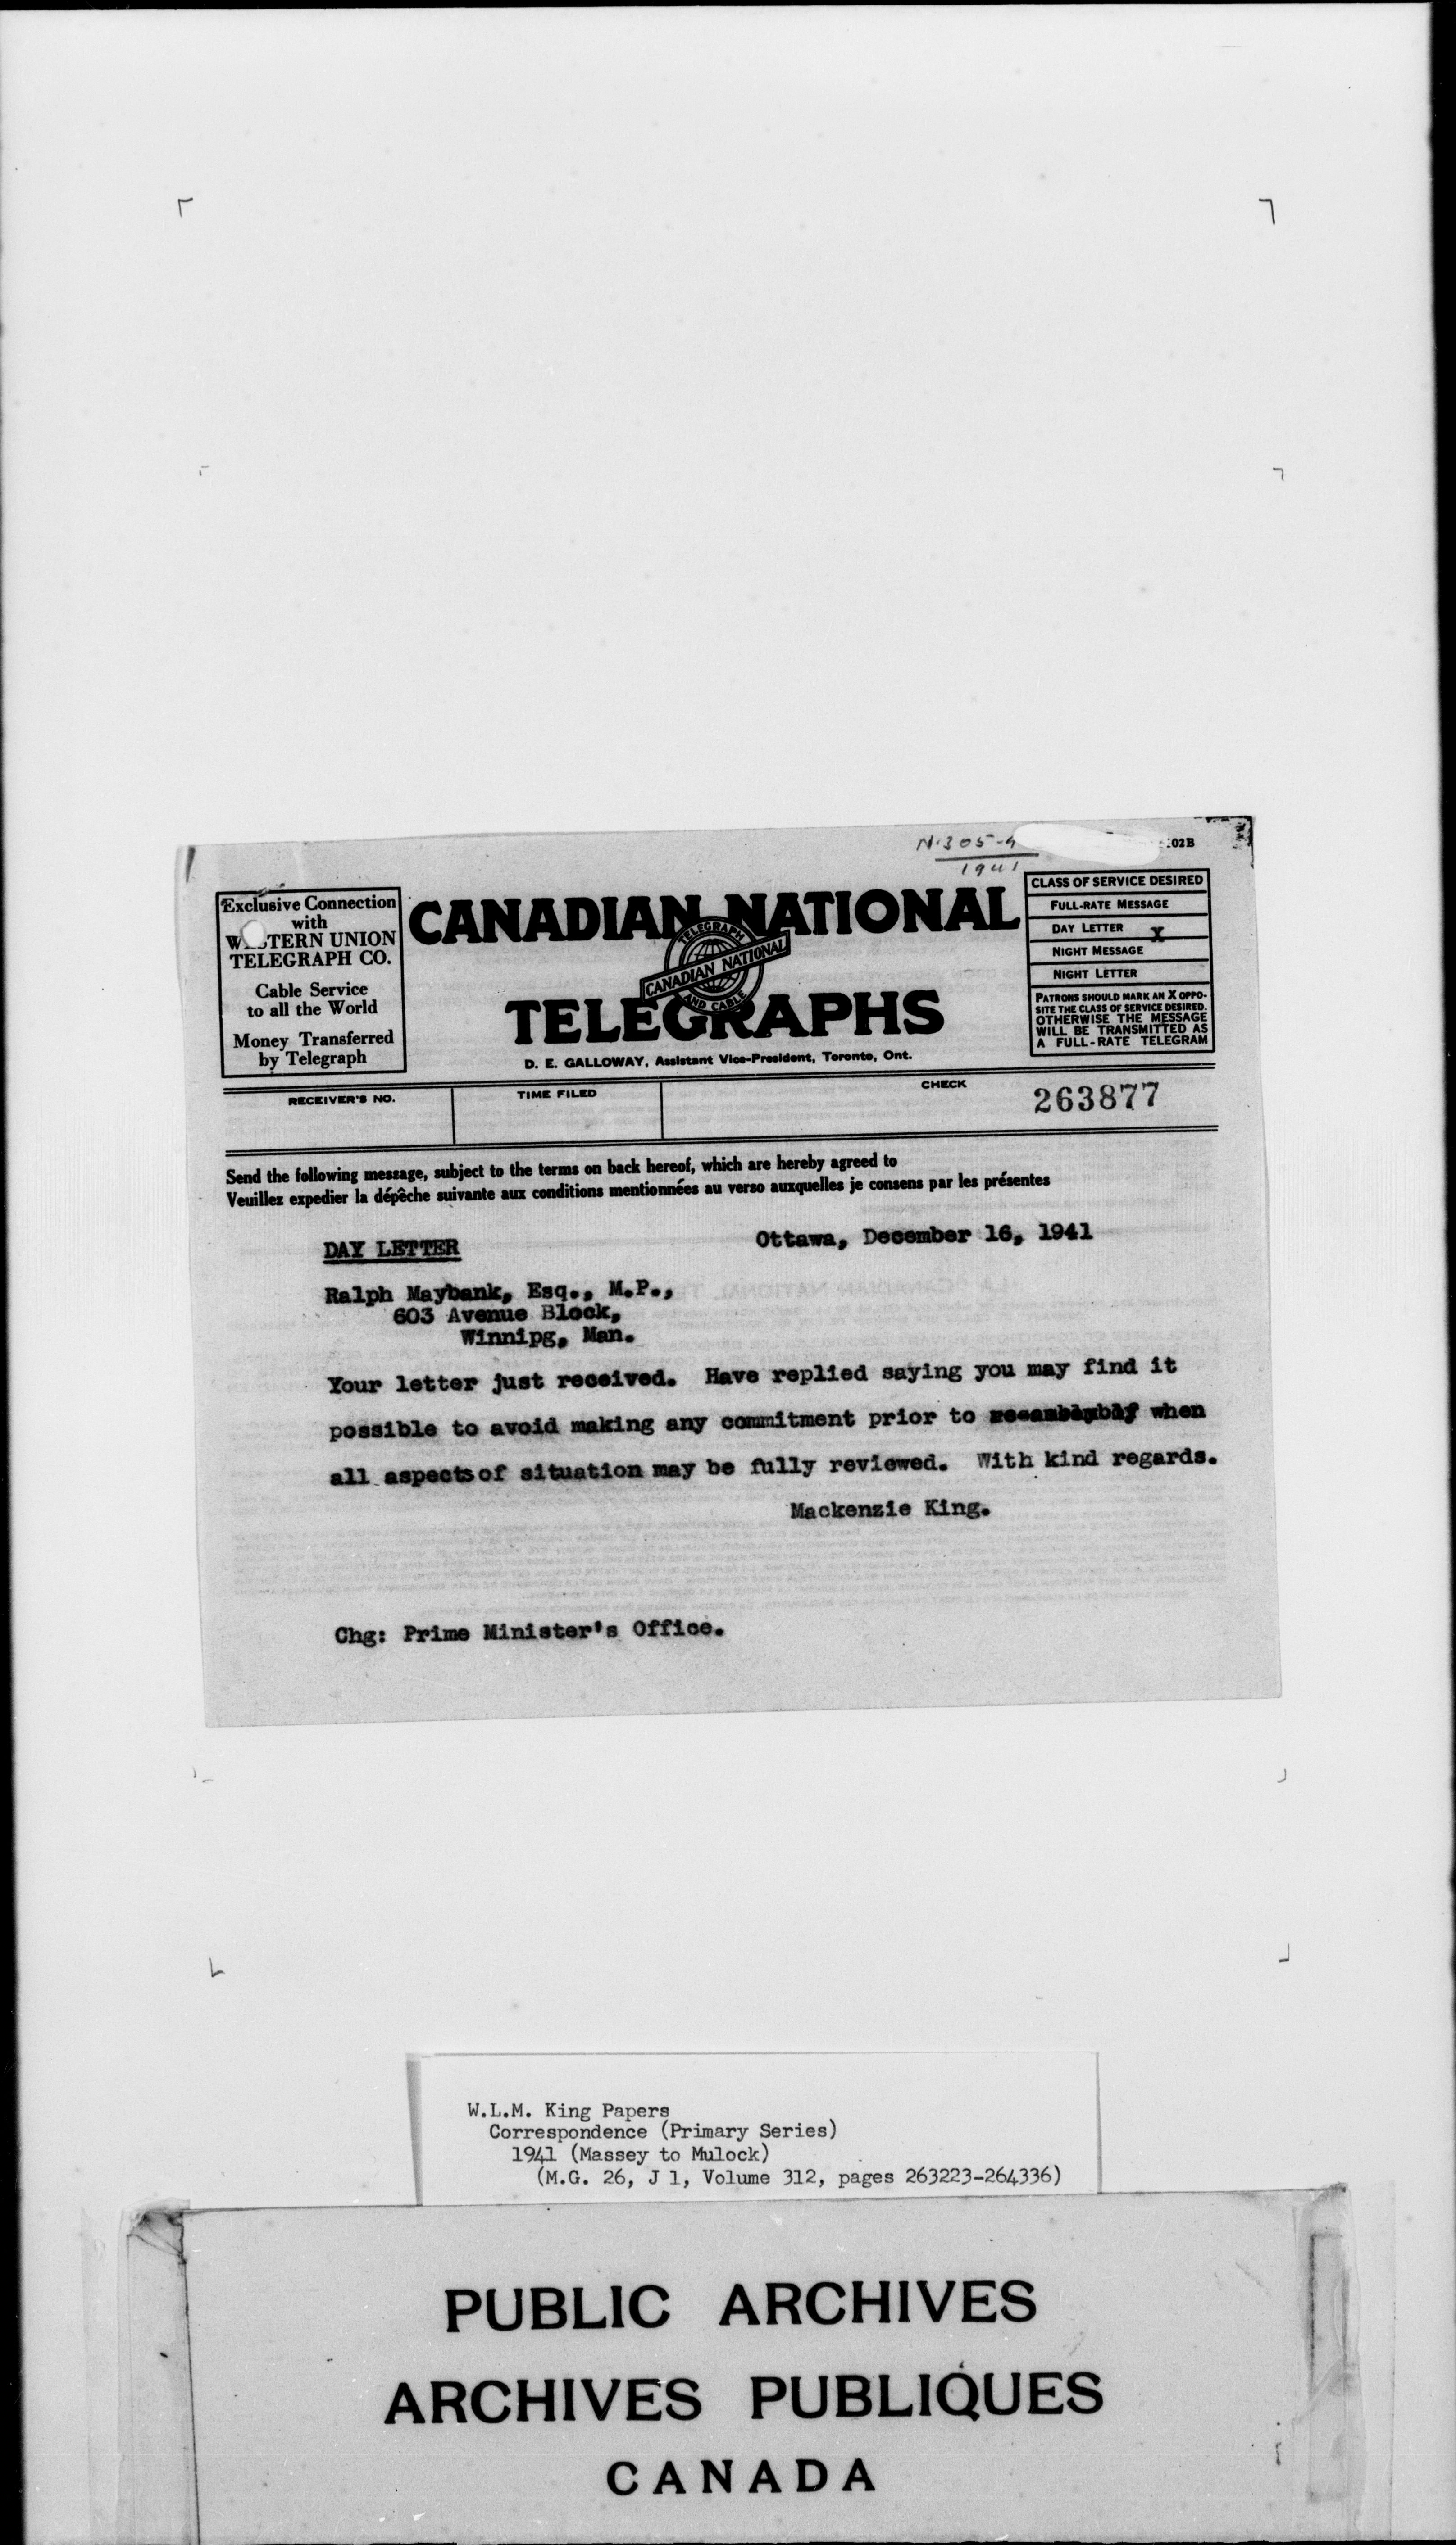 N-305-9
1941
:02B
Exclusive Connection
with
WESTERN UNION
TELEGRAPH CO.
Cable Service
to all the World
Money Transferred
by Telegraph
CANADIAN NATIONAL
TELEGRAPH
CANADIAN NATIONAL
AND CABLE
TELEGRAPHS
D. E. GALLOWAY, Assistant Vice-President, Toronto, Ont.
CLASS OF SERVICE DESIRED
FULL-RATE MESSAGE
DAY LETTER X
NIGHT MESSAGE
NIGHT LETTER
PATRONS SHOULD MARK AN X OPPO-
SITE THE CLASS OF SERVICE DESIRED.
OTHERWISE THE MESSAGE
WILL BE TRANSMITTED AS
A FULL-RATE TELEGRAM
RECEIVER'S NO. TIME FILED CHECK
263877
Send the following message, subject to the terms on back hereof, which are hereby agreed to
Veuillez expedier la dépêche suivante aux conditions mentionnées au verso auxquelles je consens par les présentes
DAY LETTER Ottawa, December 16, 1941
Ralph Maybank, Esq., M.P.,
603 Avenue Block,
Winnipg, Man.
Your letter just received. Have replied saying you may find it
possible to avoid making any commitment prior to when
all aspects of situation may be fully reviewed. With kind regards.
Mackenzie King.
Chg: Prime Minister's Office.
W.L.M. King Papers
Correspondence (Primary Series)
1941 (Massey to Mulock)
(M.G. 26, J 1, Volume 312, pages 263223-264336)
PUBLIC ARCHIVES
ARCHIVES PUBLIQUES
CANADA